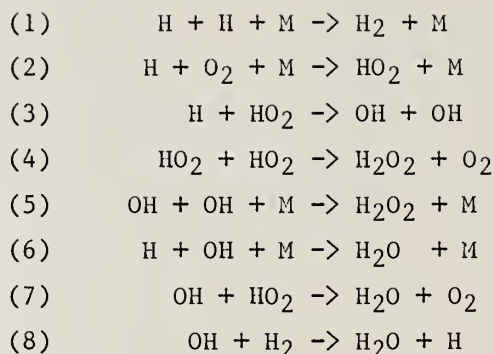 (1) H + H + M -> H₂ + M
(2) H + O₂ + M -> HO₂ + M
(3) H + HO₂ -> OH + OH
(4) HO₂ + HO₂ -> H₂O₂ + O₂
(5) OH + OH + M -> H₂O₂ + M
(6) H + OH + M -> H₂O + M
(7) OH + HO₂ -> H₂O + O₂
(8) OH + H₂ -> H₂O + H